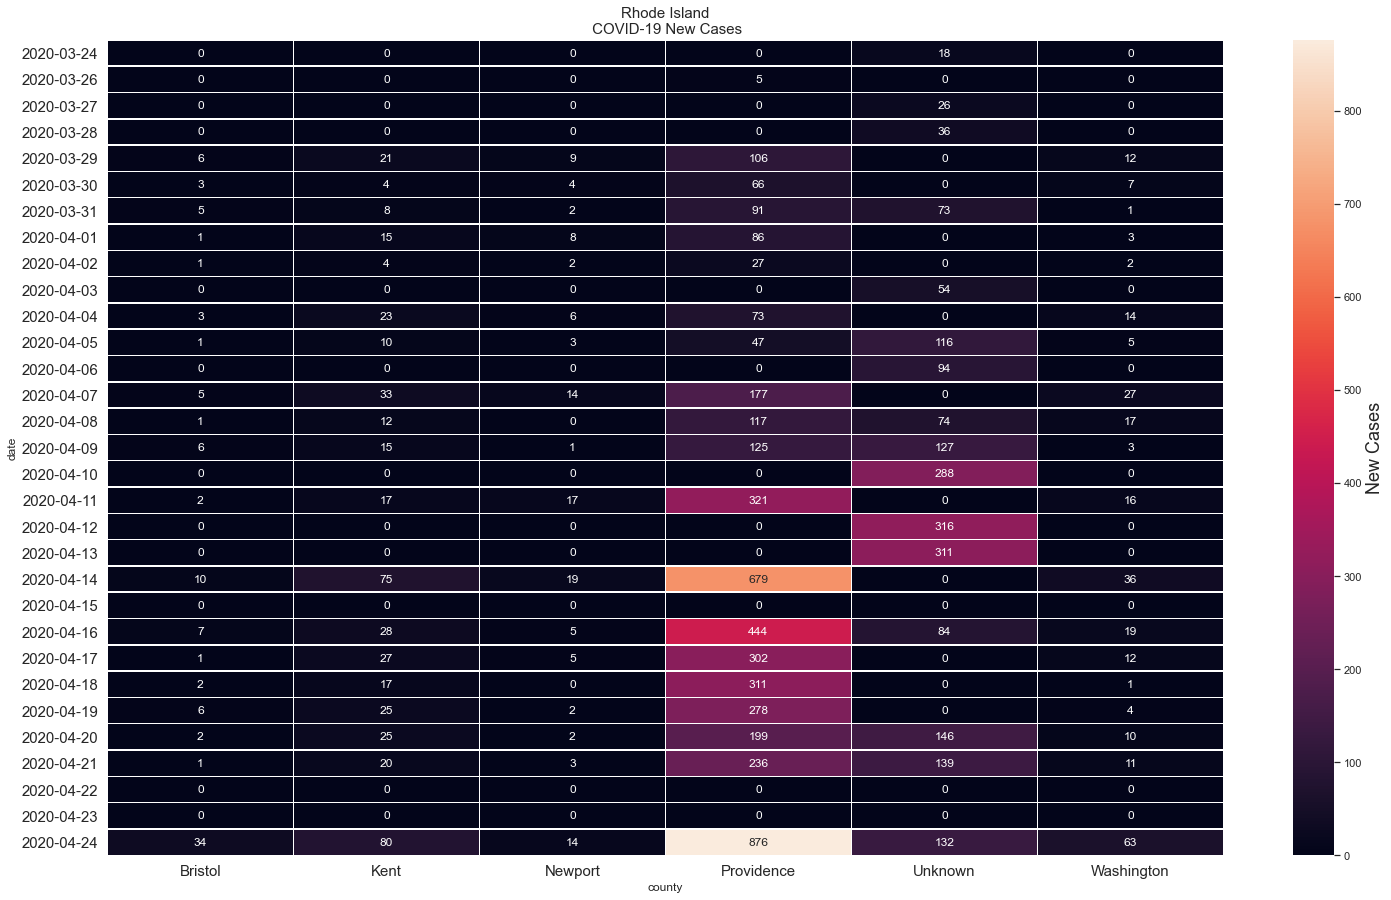 Rhode Island
COVID-19 New Cases
2020-03-24 0 0 0 0 18 0
2020-03-26 0 0 0 5 0 0
2020-03-27 0 0 0 0 26 0
2020-03-28 0 0 0 0 36 0
2020-03-29 6 21 9 106 0 12
2020-03-30 3 4 4 66 0 7
2020-03-31 5 8 2 91 73 1
2020-04-01 1 15 8 86 0 3
2020-04-02 1 4 2 27 0 2
2020-04-03 0 0 0 0 54 0
2020-04-04 3 23 6 73 0 14
2020-04-05 1 10 3 47 116 5
2020-04-06 0 0 0 0 94 0
2020-04-07 5 33 14 177 0 27
2020-04-08 1 12 0 117 74 17
2020-04-09 6 15 1 125 127 3
2020-04-10 0 0 0 0 288 0
2020-04-11 2 17 17 321 0 16
2020-04-12 0 0 0 0 316 0
2020-04-13 0 0 0 0 311 0
2020-04-14 10 75 19 679 0 36
2020-04-15 0 0 0 0 0 0
2020-04-16 7 28 5 444 84 19
2020-04-17 1 27 5 302 0 12
2020-04-18 2 17 0 311 0 1
2020-04-19 6 25 2 278 0 4
2020-04-20 2 25 2 199 146 10
2020-04-21 1 20 3 236 139 11
2020-04-22 0 0 0 0 0 0
2020-04-23 0 0 0 0 0 0
2020-04-24 34 80 14 876 132 63
Bristol Kent Newport Providence Unknown Washington
county
date
800
700
600
500
400
300
200
100
0
New Cases